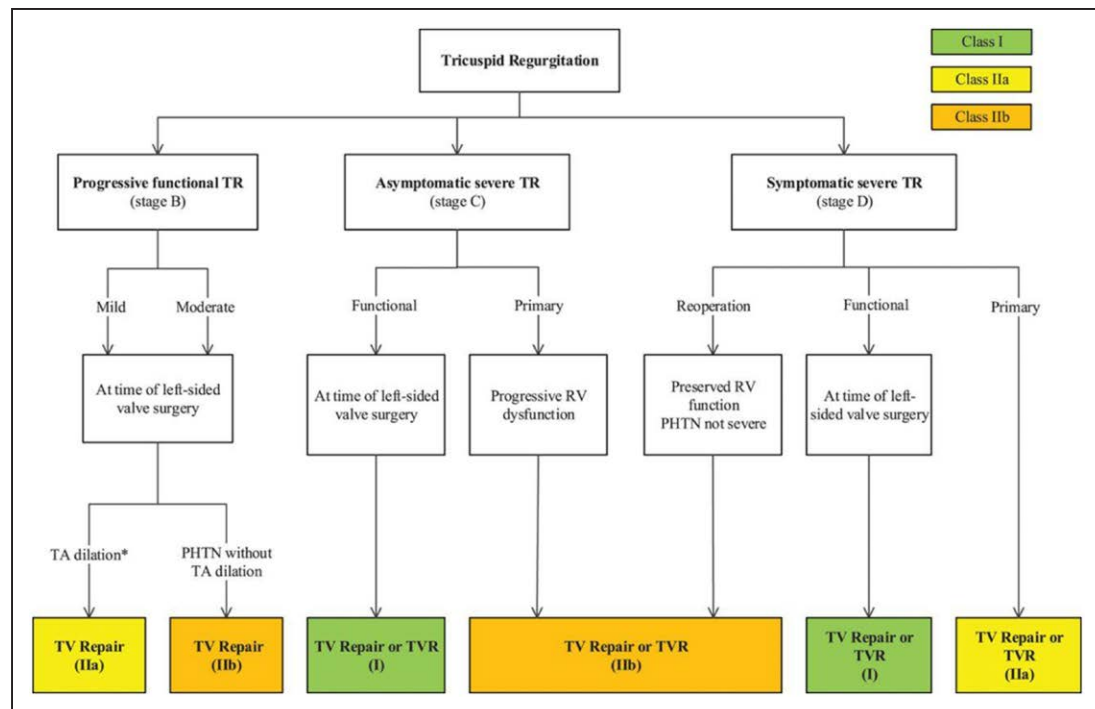 Tricuspid Regurgitation
Class I
Class IIa
Class IIb
Progressive functional TR
(stage B)
Asymptomatic severe TR
(stage C)
Symptomatic severe TR
(stage D)
Mild
Moderate
Functional
Primary
Reoperation
Functional
Primary
At time of left-sided
valve surgery
At time of left-sided
valve surgery
Progressive RV
dysfunction
Preserved RV
function
PHTN not severe
At time of left-
sided valve surgery
TA dilation*
PHTN without
TA dilation
TV Repair
(IIa)
TV Repair
(IIb)
TV Repair or TVR
(I)
TV Repair or TVR
(IIb)
TV Repair or
TVR
(I)
TV Repair or
TVR
(IIa)